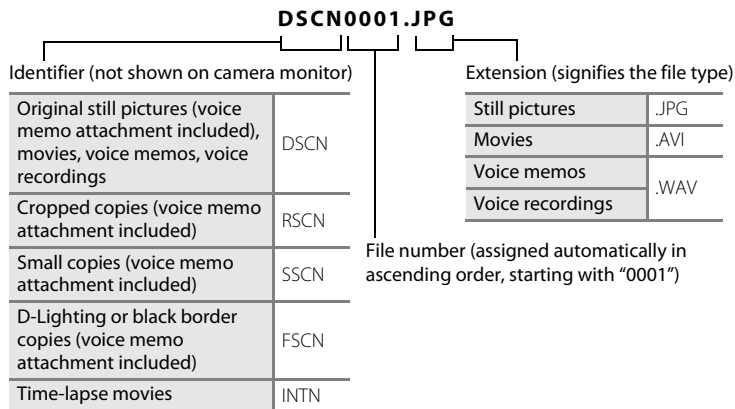 DSCN0001.JPG
Identifier (not shown on camera monitor)
Original still pictures (voice
memo attachment included),
movies, voice memos, voice
recordings
DSCN
Cropped copies (voice memo
attachment included)
RSCN
Small copies (voice memo
attachment included)
SSCN
D-Lighting or black border
copies (voice memo
attachment included)
FSCN
Time-lapse movies
INTN
Extension (signifies the file type)
Still pictures
.JPG
Movies
.AVI
Voice memos
.WAV
Voice recordings
File number (assigned automatically in
ascending order, starting with “0001”)